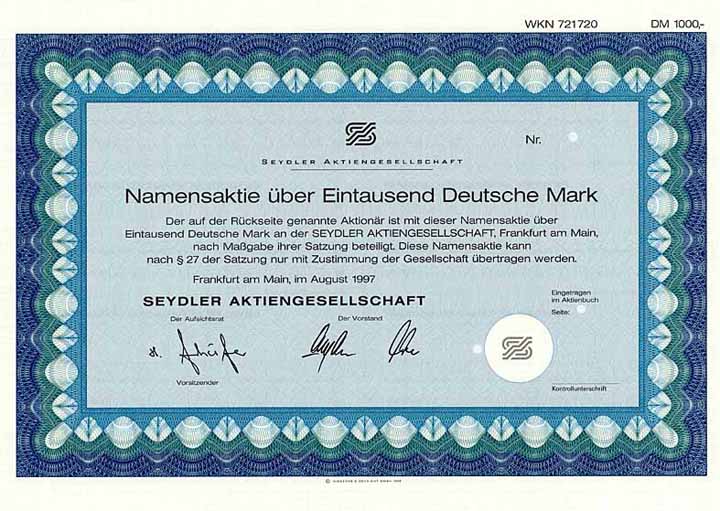 WKN 721720 DM 1000,-
Nr.
SEYDLER AKTIENGESELLSCHAFT
Namensaktie über Eintausend Deutsche Mark
Der auf der Rückseite genannte Aktionär ist mit dieser Namensaktie über
Eintausend Deutsche Mark an der SEYDLER AKTIENGESELLSCHAFT, Frankfurt am Main,
nach Maßgabe ihrer Satzung beteiligt. Diese Namensaktie kann
nach § 27 der Satzung nur mit Zustimmung der Gesellschaft übertragen werden.
Frankfurt am Main, im August 1997
SEYDLER AKTIENGESELLSCHAFT
Der Aufsichtsrat Der Vorstand
Vorsitzender
Eingetragen
im Aktienbuch
Seite:
Kontrollunterschrift